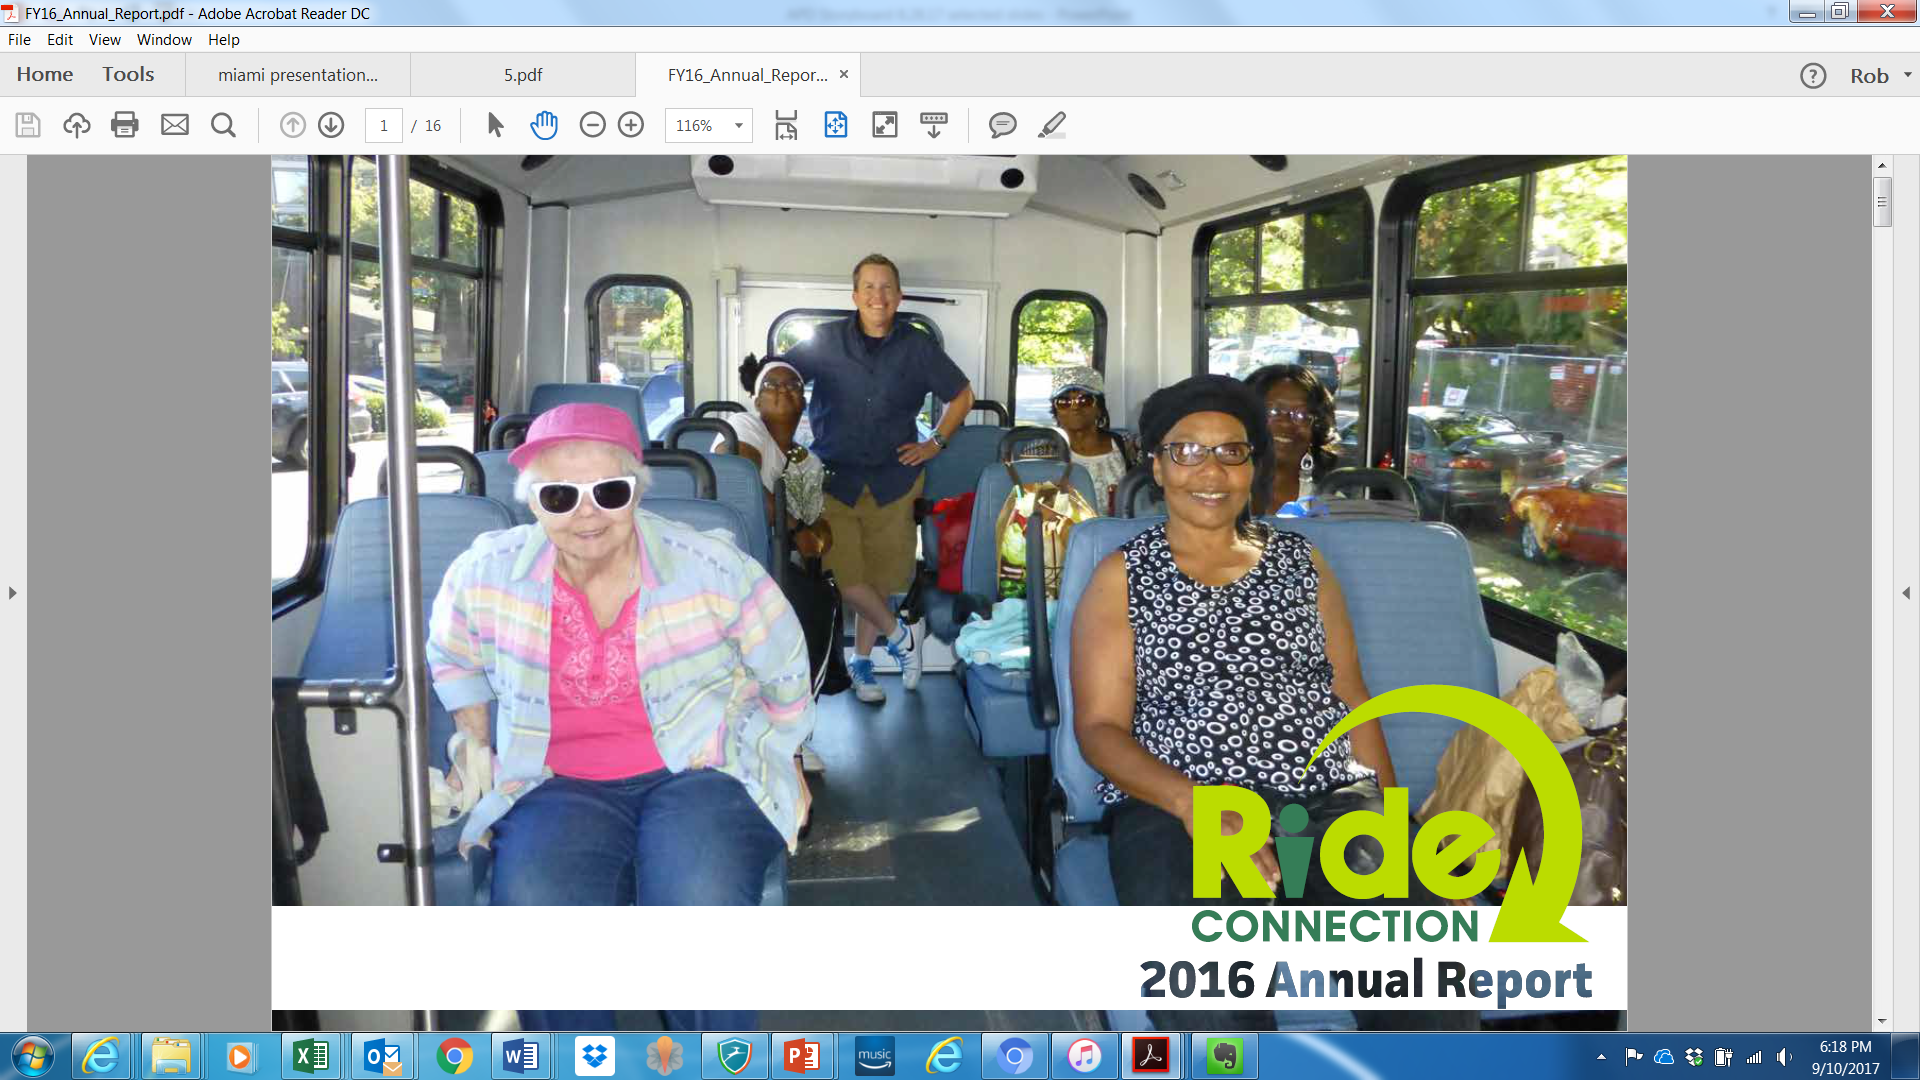 FY16_Annual_Report.pdf - Adobe Acrobat Reader DC
File Edit View Window Help
Home Tools miami presentation... 5.pdf FY16_Annual_Repor... × Rob
1 / 16 116%
Ride
CONNECTION
2016 Annual Report
music
6:18 PM
9/10/2017